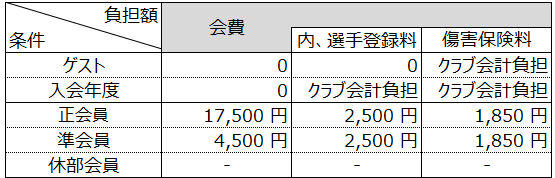 負担額
条件
会費
内、選手登録料 傷害保険料
ゲスト 0 0 クラブ会計負担
入会年度 0 クラブ会計負担 クラブ会計負担
正会員 17,500 円 2,500 円 1,850 円
準会員 4,500 円 2,500 円 1,850 円
休部会員 - - -